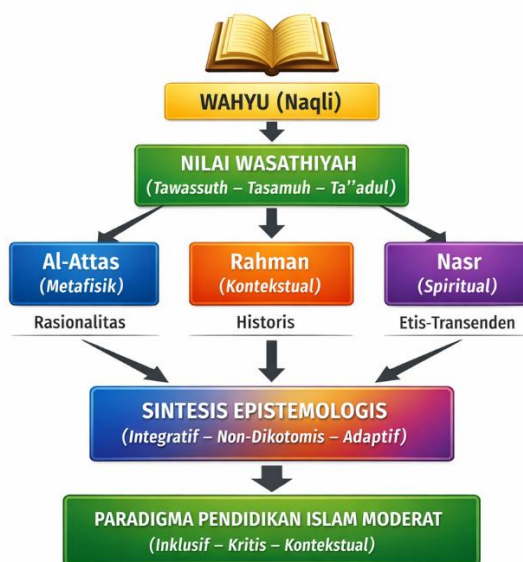 WAHYU (Naqli)
NILAI WASATHIYAH
(Tawassuth – Tasamuh – Ta''adul)
Al-Attas
(Metafisik)
Rahman
(Kontekstual)
Nasr
(Spiritual)
Rasionalitas
Historis
Etis-Transenden
SINTESIS EPISTEMOLOGIS
(Integratif – Non-Dikotomis – Adaptif)
PARADIGMA PENDIDIKAN ISLAM MODERAT
(Inklusif – Kritis – Kontekstual)